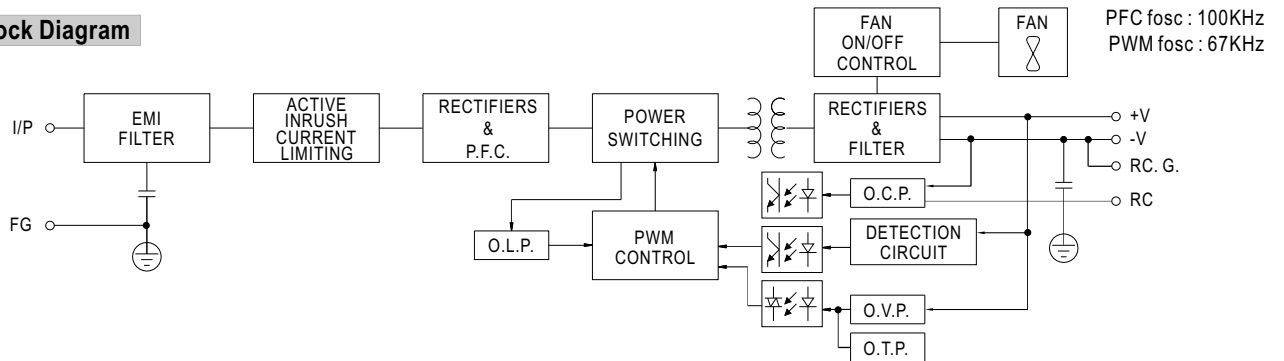 ock Diagram
PFC fosc : 100KHz
PWM fosc : 67KHz
FAN
ON/OFF
CONTROL
FAN
I/P
EMI
FILTER
ACTIVE
INRUSH
CURRENT
LIMITING
RECTIFIERS
&
P.F.C.
POWER
SWITCHING
RECTIFIERS
&
FILTER
+V
-V
RC. G.
RC
FG
O.L.P.
PWM
CONTROL
O.C.P.
DETECTION
CIRCUIT
O.V.P.
O.T.P.